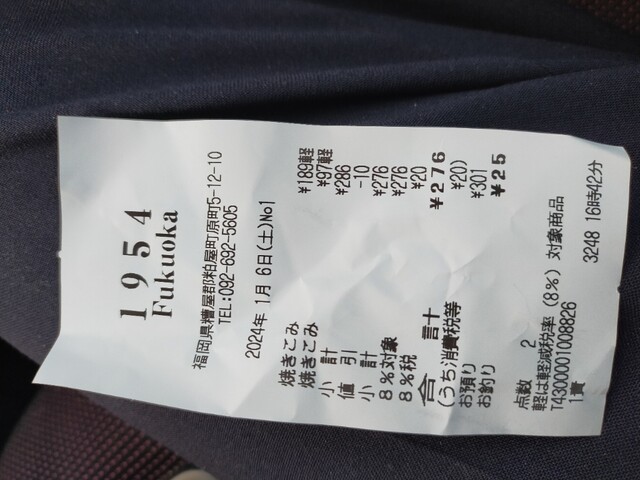 1954
Fukuoka
福岡県糟屋郡粕屋町原町5-12-10
TEL:092-692-5605
2024年 1月 6日(土)No1
焼きこみ ¥189軽
焼きこみ ¥97軽
小 計 ¥286
値 引 -10
小 計 ¥276
8%対象 ¥276
8%税 ¥20
合 計 ¥276
(うち消費税等 ¥20)
お預り ¥301
お釣り ¥25
点数 2
軽は軽減税率(8%) 対象商品
T4300001008826
1責 3248 16時42分